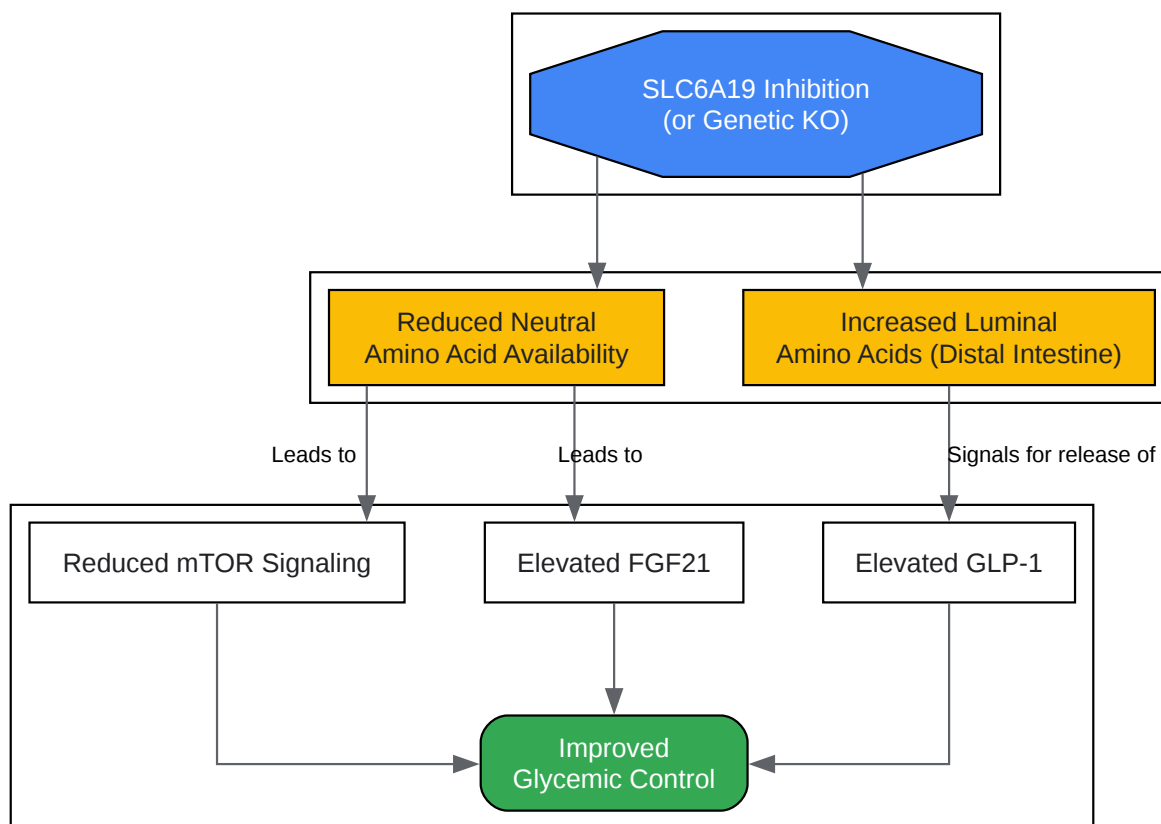 SLC6A19 Inhibition
(or Genetic KO)
Reduced Neutral
Amino Acid Availability
Increased Luminal
Amino Acids (Distal Intestine)
Leads to
Leads to
Signals for release of
Reduced mTOR Signaling
Elevated FGF21
Elevated GLP-1
Improved
Glycemic Control